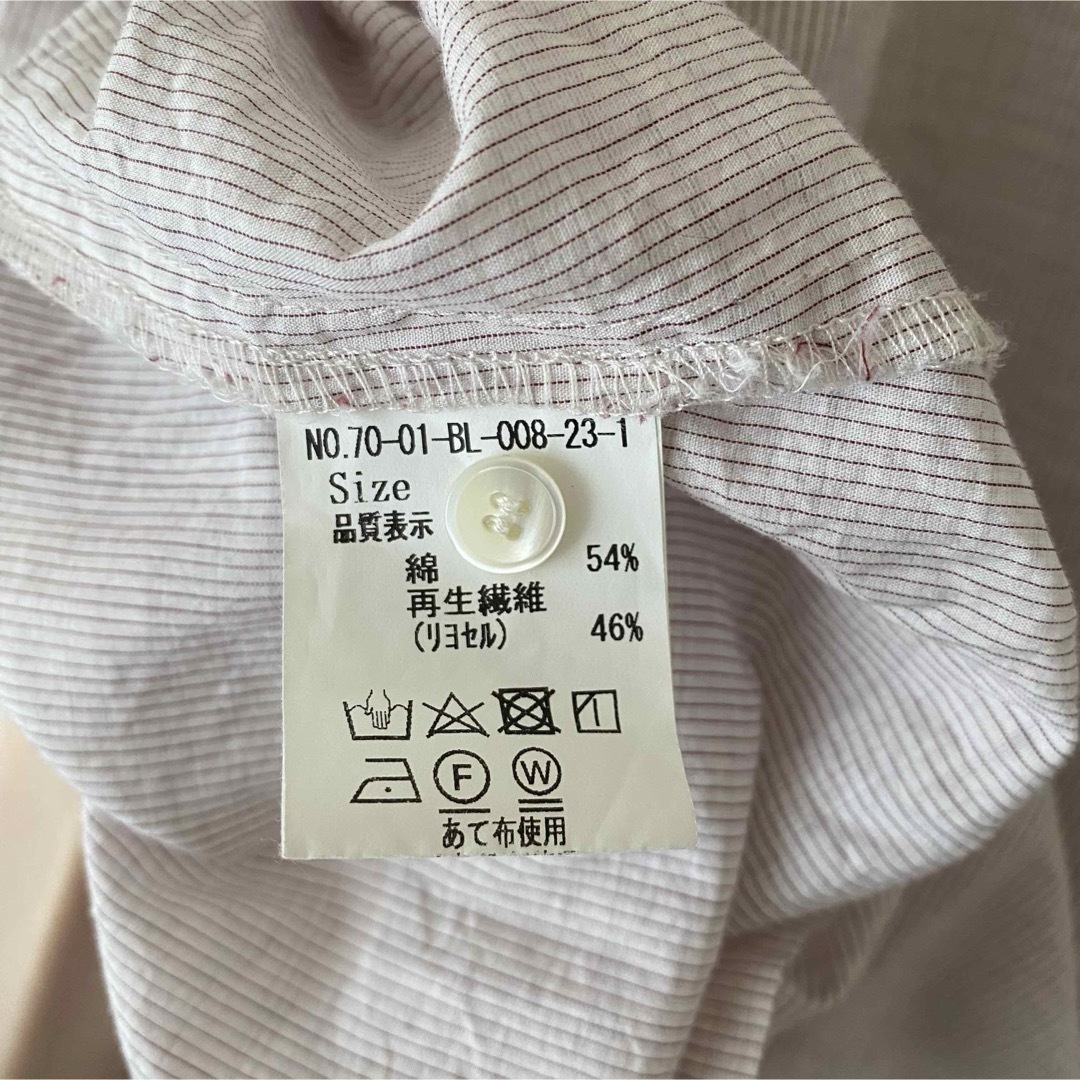 NO.70-01-BL-008-23-1
Size
品質表示
綿 54%
再生繊維
(ﾘﾖｾﾙ) 46%
F W
あて布使用